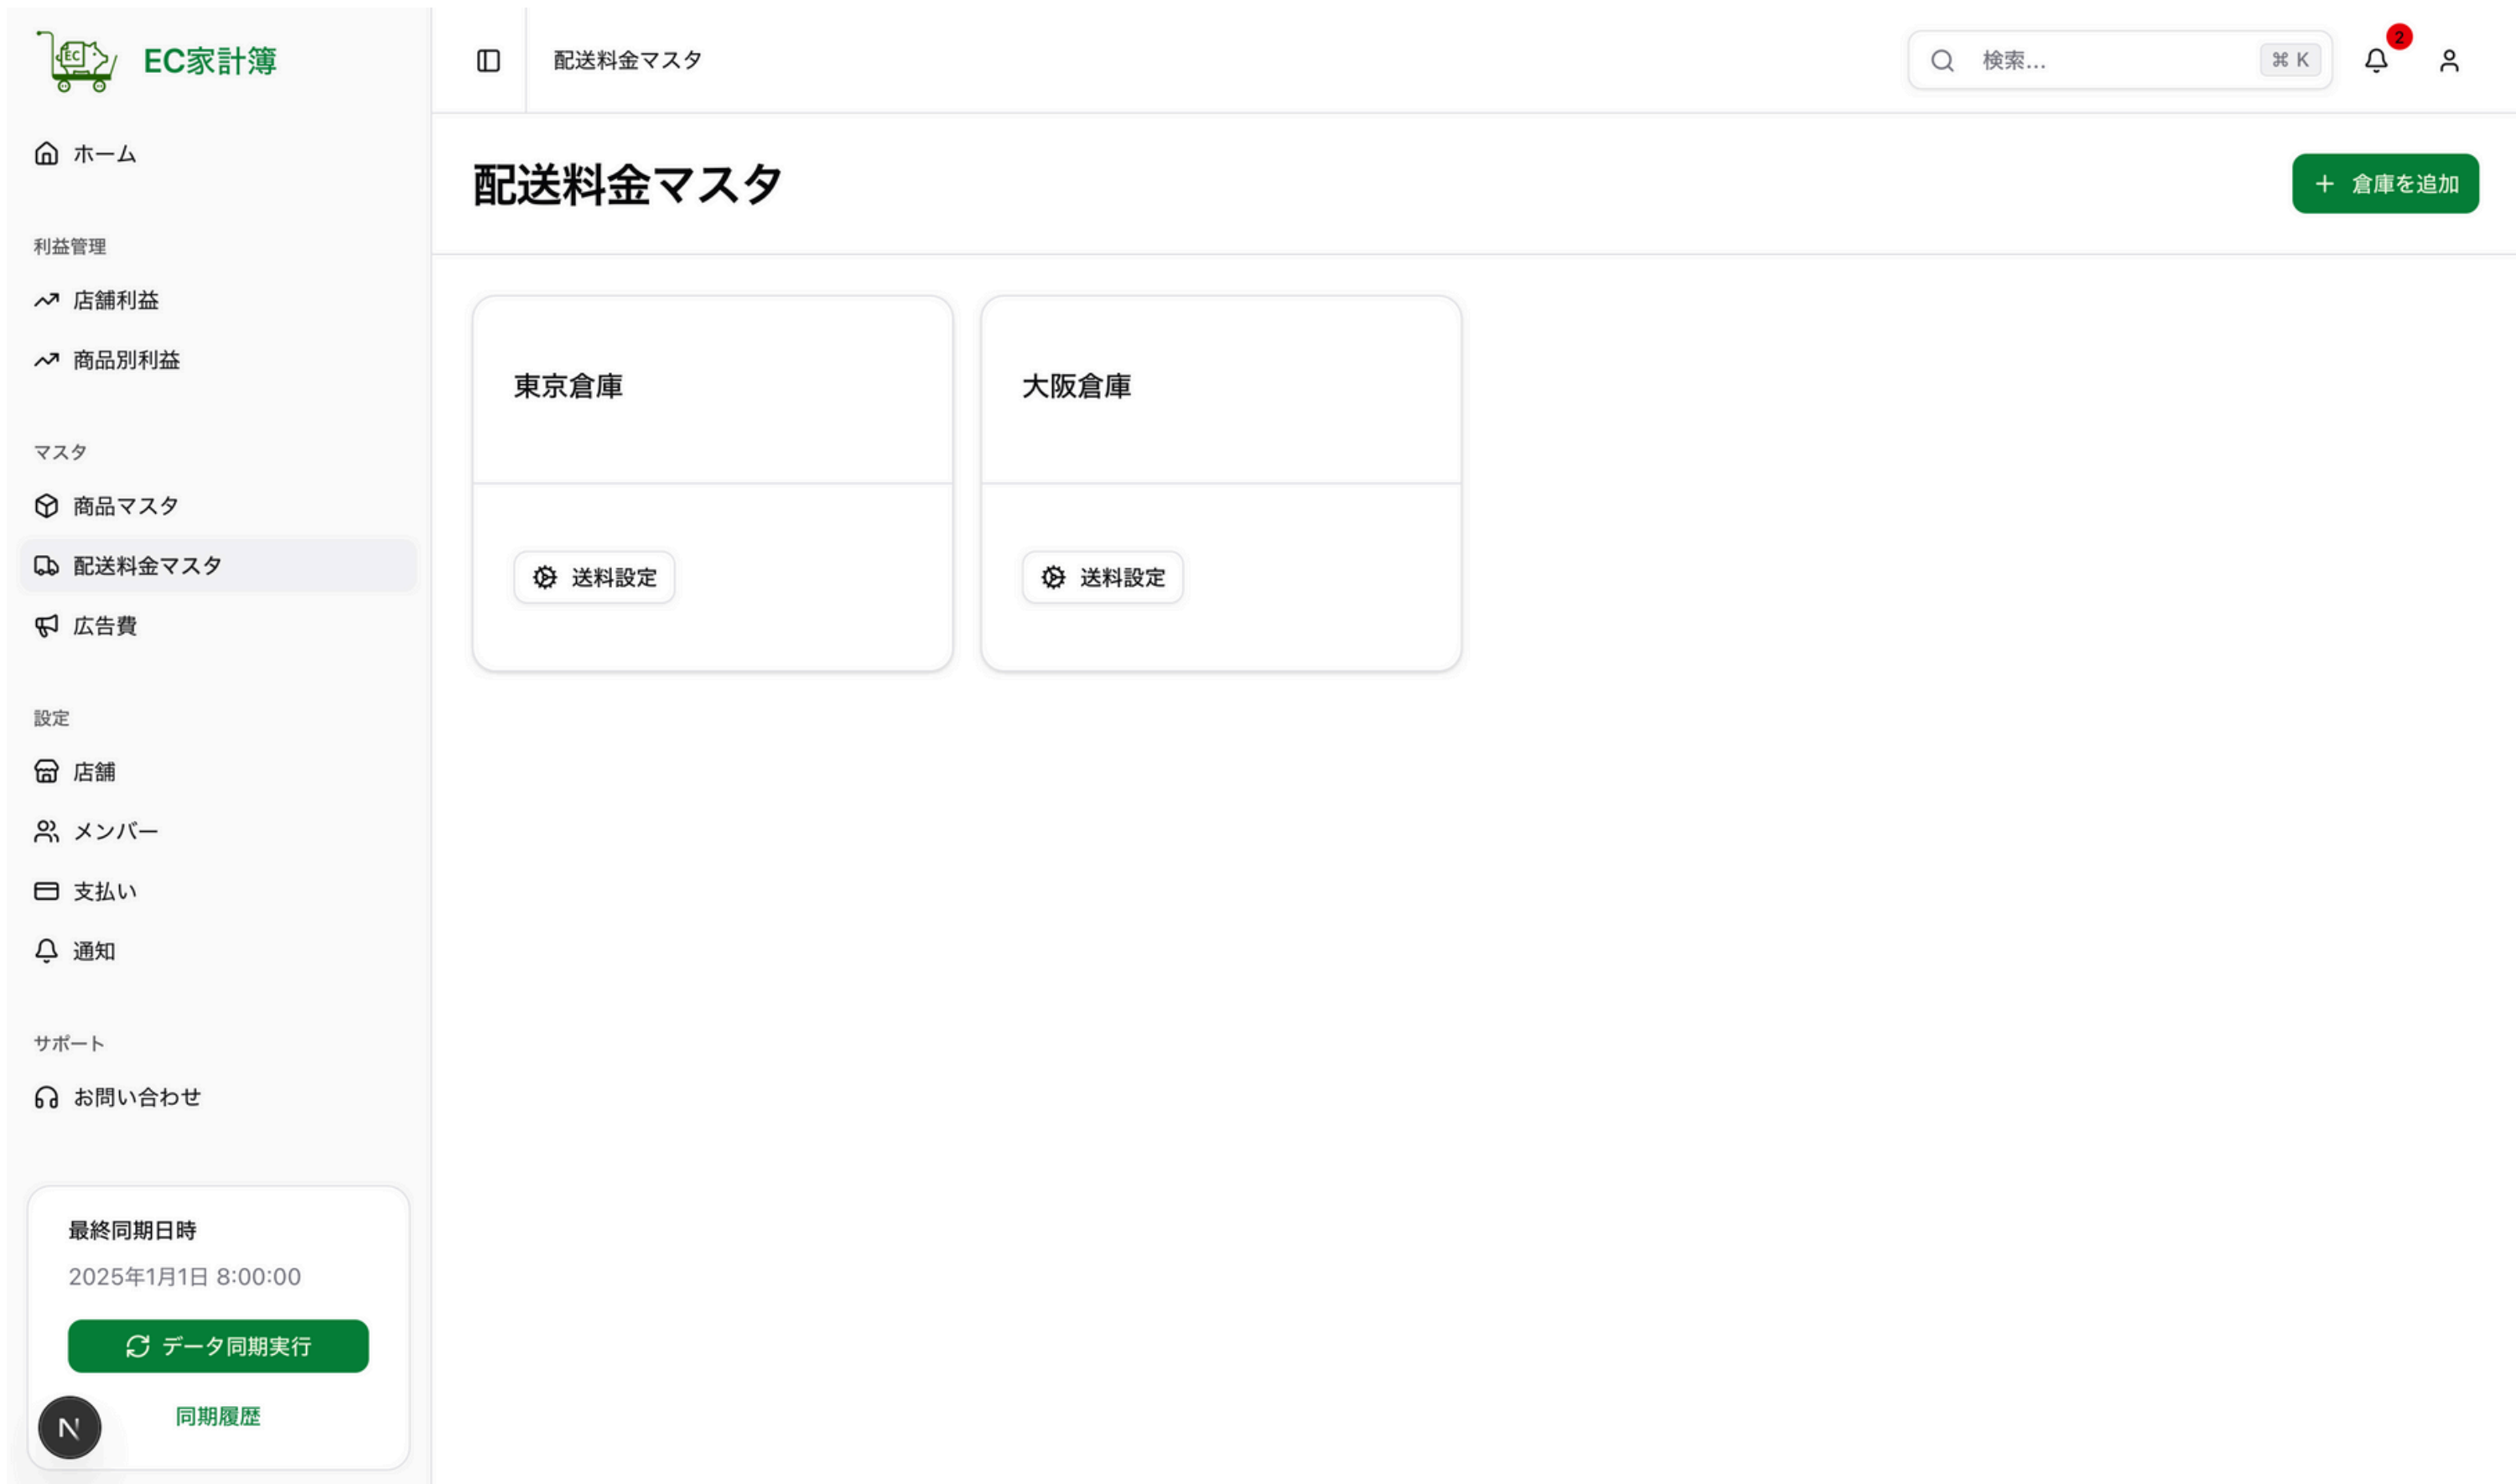 EC
EC家計簿
ホーム
利益管理
店舗利益
商品別利益
マスタ
商品マスタ
配送料金マスタ
広告費
設定
店舗
メンバー
支払い
通知
サポート
お問い合わせ
最終同期日時
2025年1月1日 8:00:00
データ同期実行
同期履歴
N
配送料金マスタ
検索...
⌘ K
2
配送料金マスタ
+ 倉庫を追加
東京倉庫
送料設定
大阪倉庫
送料設定